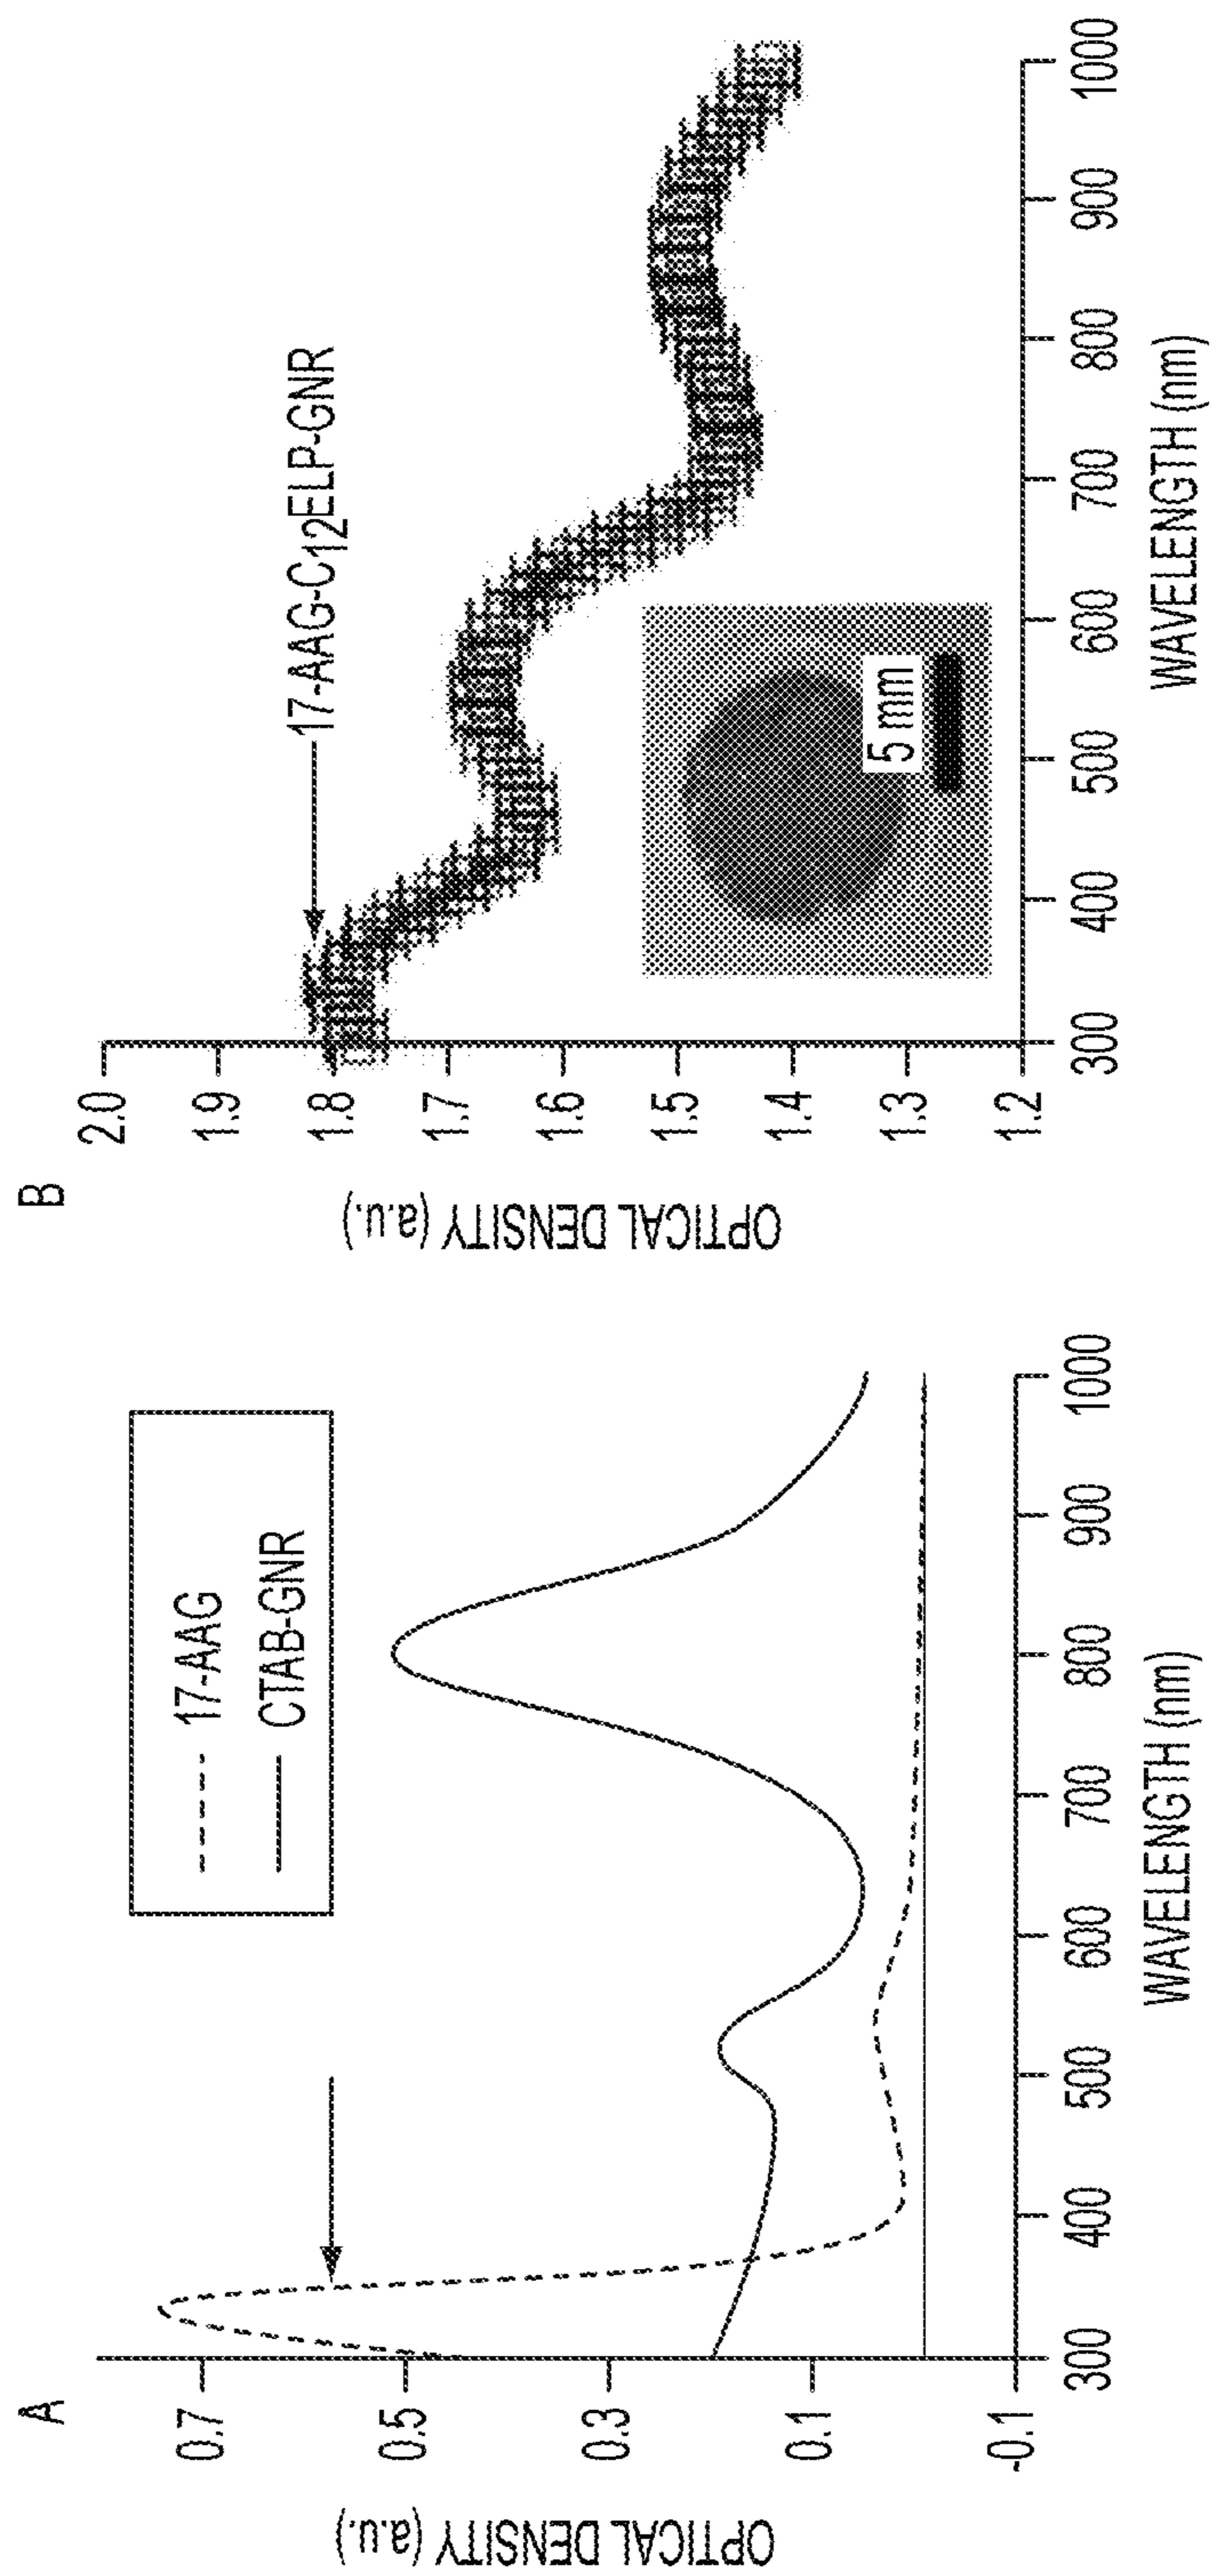 A
OPTICAL DENSITY (a.u.)
0.7
0.5
0.3
0.1
-0.1
17-AAG
CTAB-GNR
300 400 500 600 700 800 900 1000
WAVELENGTH (nm)
B
OPTICAL DENSITY (a.u.)
2.0
1.9
1.8
1.7
1.6
1.5
1.4
1.3
1.2
17-AAG-C12ELP-GNR
5 mm
300 400 500 600 700 800 900 1000
WAVELENGTH (nm)